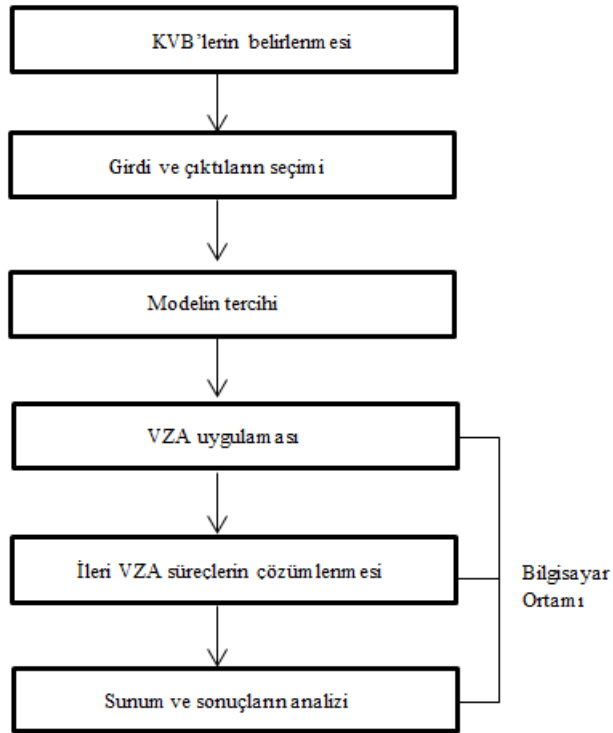 KVB’lerin belirlenmesi
Girdi ve çıktıların seçimi
Modelin tercihi
VZA uygulaması
İleri VZA süreçlerin çözümlenmesi
Bilgisayar
Ortamı
Sunum ve sonuçların analizi